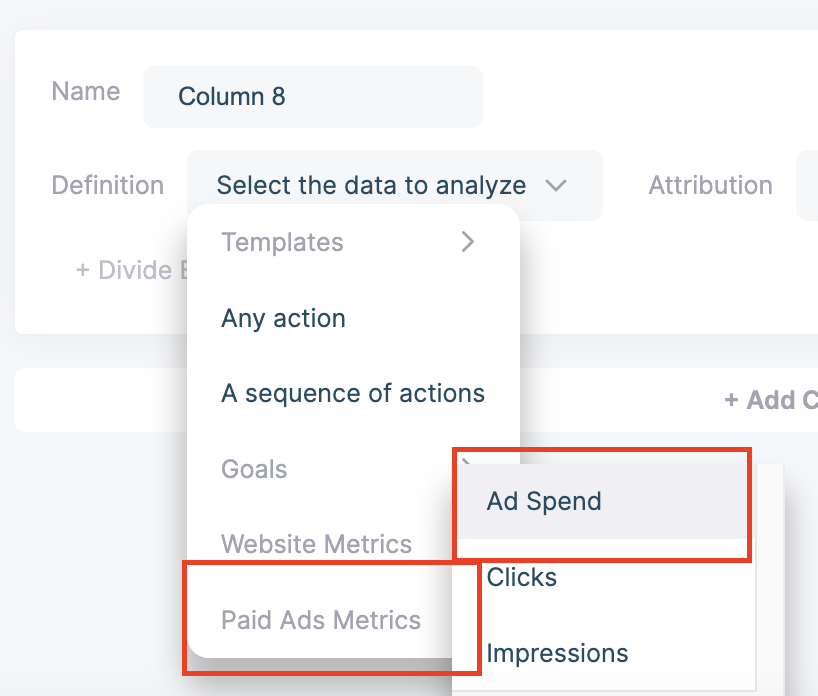 Name
Column 8
Definition
Select the data to analyze
Attribution
Templates
+ Divide
Any action
A sequence of actions
+ Add
Goals
Ad Spend
Website Metrics
Clicks
Paid Ads Metrics
Impressions